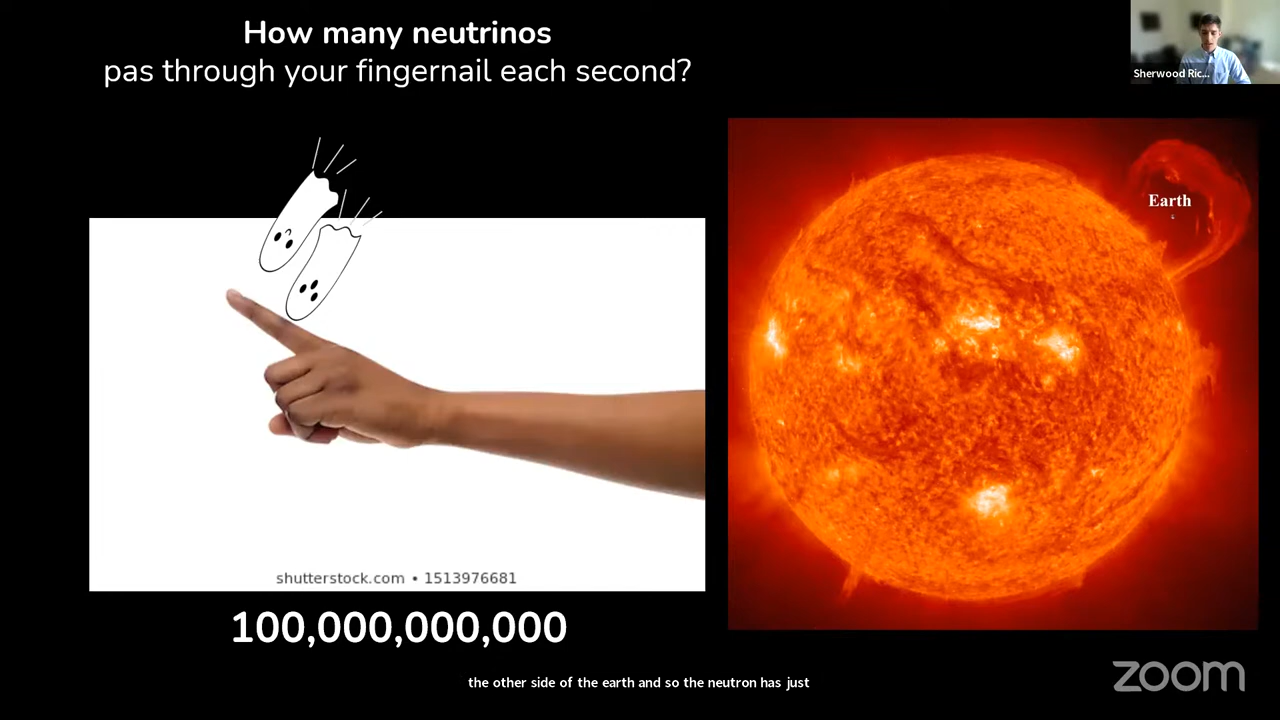 How many neutrinos
pas through your fingernail each second?
Sherwood Ric...
Earth
shutterstock.com • 1513976681
100,000,000,000
the other side of the earth and so the neutron has just
zoom